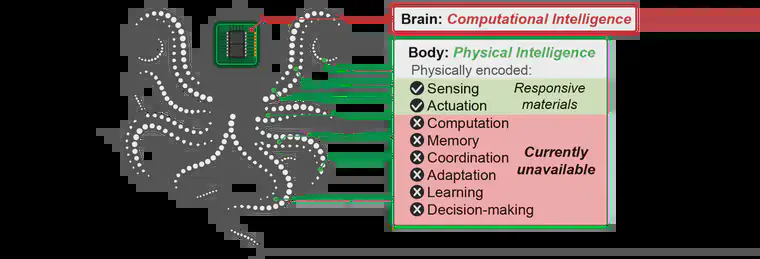 Brain: Computational Intelligence
Body: Physical Intelligence
Physically encoded:
Sensing
Actuation
Responsive
materials
Computation
Memory
Coordination
Adaptation
Learning
Decision-making
Currently
unavailable